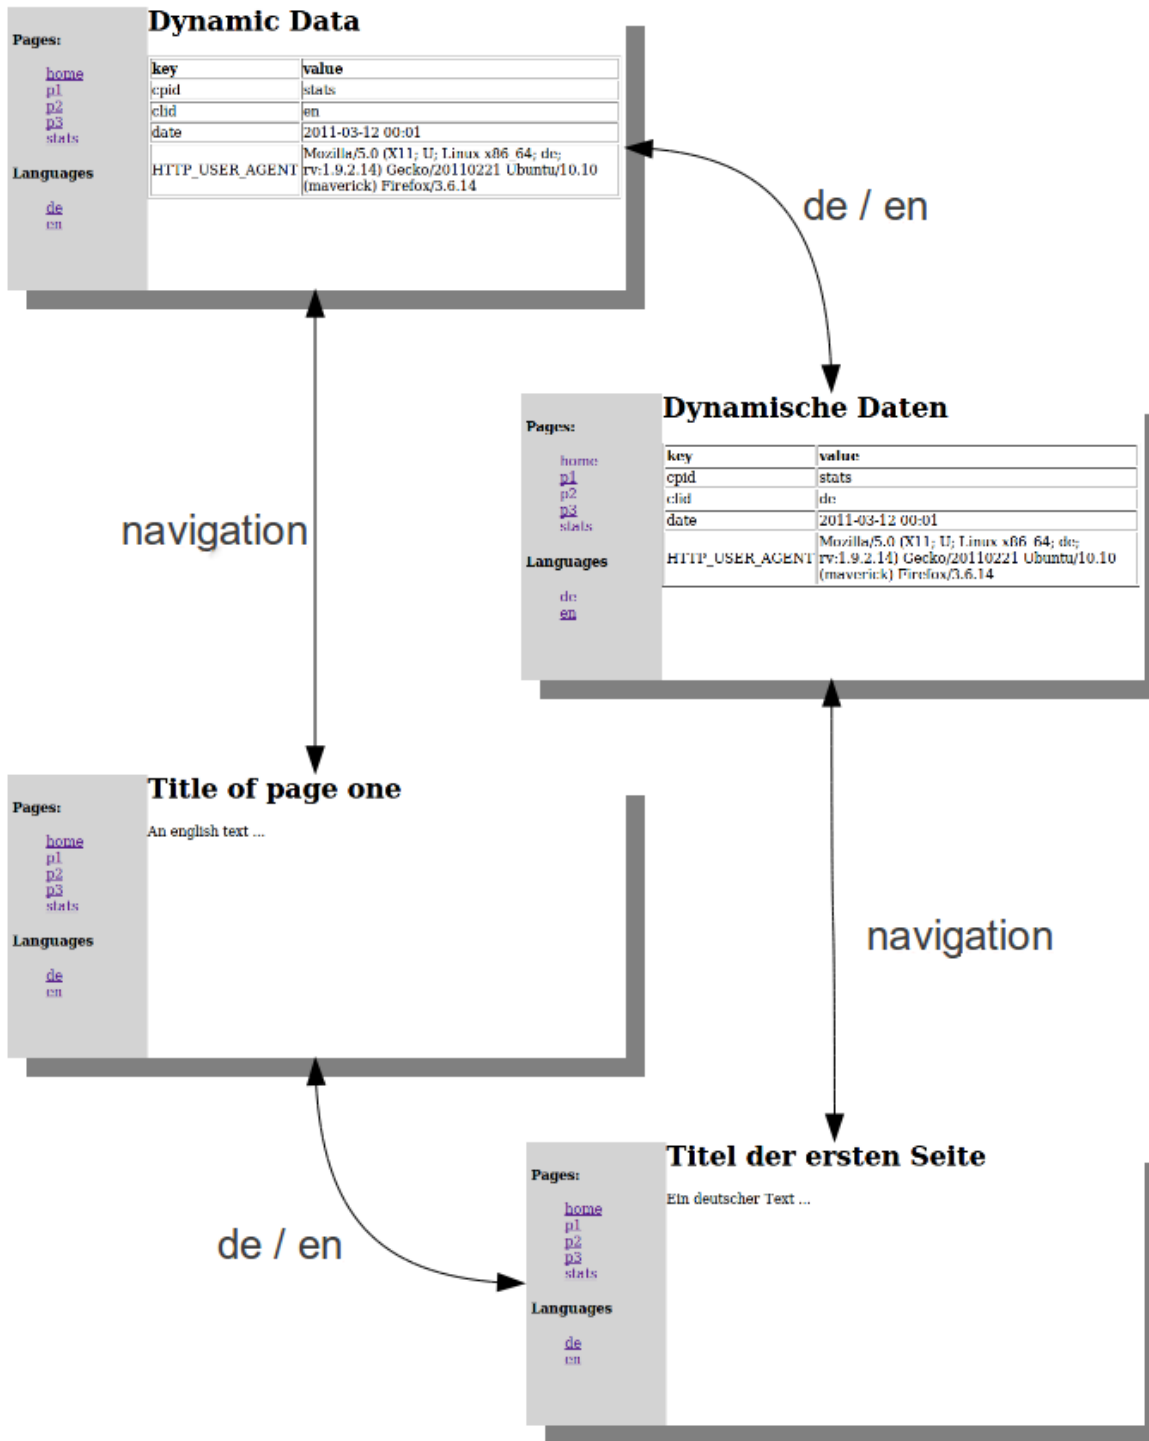 Dynamic Data
Pages:
home
p1
p2
p3
stats
Languages
de
en
key value
cpid stats
clid en
date 2011-03-12 00:01
HTTP_USER_AGENT Mozilla/5.0 (X11; U; Linux x86_64; de;
rv:1.9.2.14) Gecko/20110221 Ubuntu/10.10
(maverick) Firefox/3.6.14
de / en
Dynamische Daten
Pages:
home
p1
p2
p3
stats
Languages
de
en
key value
cpid stats
clid de
date 2011-03-12 00:01
HTTP_USER_AGENT Mozilla/5.0 (X11; U; Linux x86_64; de;
rv:1.9.2.14) Gecko/20110221 Ubuntu/10.10
(maverick) Firefox/3.6.14
navigation
Title of page one
Pages:
home
p1
p2
p3
stats
Languages
de
en
An english text ...
navigation
de / en
Titel der ersten Seite
Pages:
home
p1
p2
p3
stats
Languages
de
en
Ein deutscher Text ...